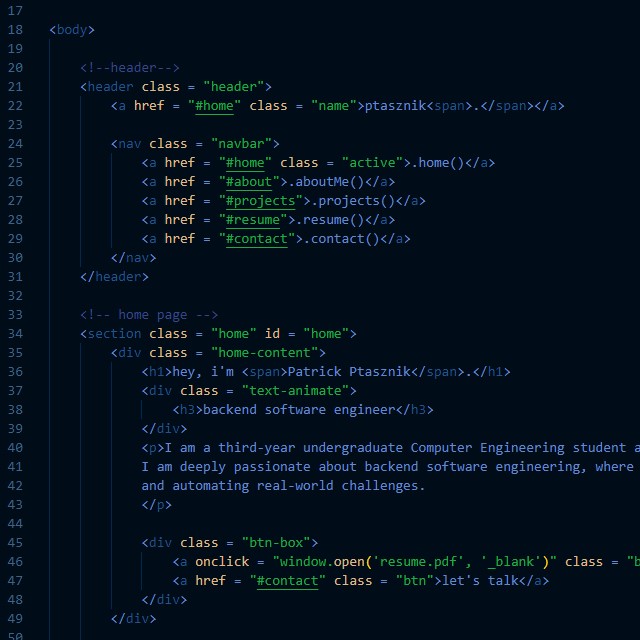 17
18 <body>
19
20 <!--header-->
21 <header class = "header">
22 <a href = "#home" class = "name">ptasznik<span>.</span></a>
23
24 <nav class = "navbar">
25 <a href = "#home" class = "active">.home()</a>
26 <a href = "#about">.aboutMe()</a>
27 <a href = "#projects">.projects()</a>
28 <a href = "#resume">.resume()</a>
29 <a href = "#contact">.contact()</a>
30 </nav>
31 </header>
32
33 <!-- home page -->
34 <section class = "home" id = "home">
35 <div class = "home-content">
36 <h1>hey, i'm <span>Patrick Ptasznik</span>.</h1>
37 <div class = "text-animate">
38 <h3>backend software engineer</h3>
39 </div>
40 <p>I am a third-year undergraduate Computer Engineering student a
41 I am deeply passionate about backend software engineering, where
42 and automating real-world challenges.
43 </p>
44
45 <div class = "btn-box">
46 <a onclick = "window.open('resume.pdf', '_blank')" class = "b
47 <a href = "#contact" class = "btn">let's talk</a>
48 </div>
49 </div>
50